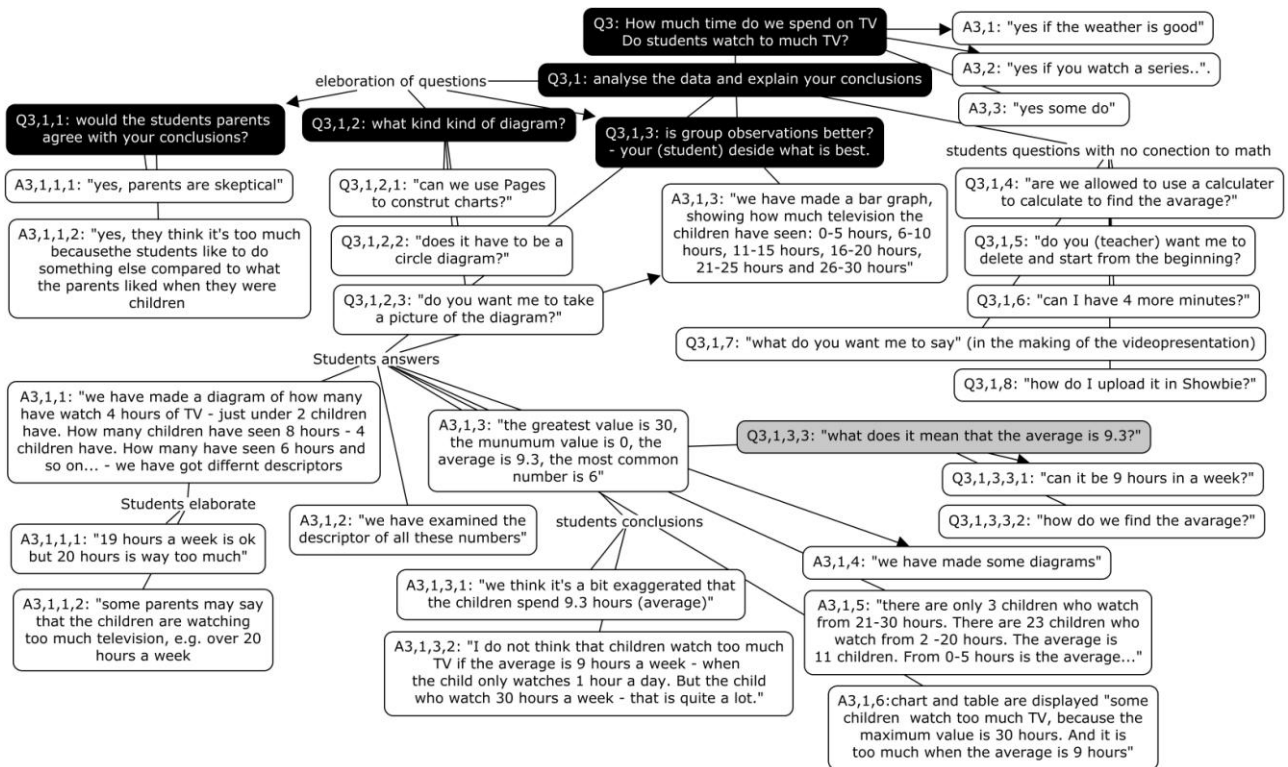 Q3: How much time do we spend on TV
Do students watch to much TV?
A3,1: "yes if the weather is good"
A3,2: "yes if you watch a series..".
A3,3: "yes some do"
eleboration of questions
Q3,1: analyse the data and explain your conclusions
Q3,1,1: would the students parents
agree with your conclusions?
Q3,1,2: what kind kind of diagram?
Q3,1,3: is group observations better?
- your (student) deside what is best.
students questions with no conection to math
A3,1,1,1: "yes, parents are skeptical"
A3,1,1,2: "yes, they think it's too much
becausethe students like to do
something else compared to what
the parents liked when they were
children
Q3,1,2,1: "can we use Pages
to construt charts?"
Q3,1,2,2: "does it have to be a
circle diagram?"
Q3,1,2,3: "do you want me to take
a picture of the diagram?"
A3,1,3: "we have made a bar graph,
showing how much television the
children have seen: 0-5 hours, 6-10
hours, 11-15 hours, 16-20 hours,
21-25 hours and 26-30 hours"
Q3,1,4: "are we allowed to use a calculater
to calculate to find the avarage?"
Q3,1,5: "do you (teacher) want me to
delete and start from the beginning?
Q3,1,6: "can I have 4 more minutes?"
Q3,1,7: "what do you want me to say" (in the making of the videopresentation)
Q3,1,8: "how do I upload it in Showbie?"
Students answers
A3,1,1: "we have made a diagram of how many
have watch 4 hours of TV - just under 2 children
have. How many children have seen 8 hours - 4
children have. How many have seen 6 hours and
so on... - we have got differnt descriptors
Students elaborate
A3,1,1,1: "19 hours a week is ok
but 20 hours is way too much"
A3,1,1,2: "some parents may say
that the children are watching
too much television, e.g. over 20
hours a week
A3,1,2: "we have examined the
descriptor of all these numbers"
A3,1,3: "the greatest value is 30,
the munumum value is 0, the
average is 9.3, the most common
number is 6"
Q3,1,3,3: "what does it mean that the average is 9.3?"
Q3,1,3,3,1: "can it be 9 hours in a week?"
Q3,1,3,3,2: "how do we find the avarage?"
students conclusions
A3,1,3,1: "we think it's a bit exaggerated that
the children spend 9.3 hours (average)"
A3,1,3,2: "I do not think that children watch too much
TV if the average is 9 hours a week - when
the child only watches 1 hour a day. But the child
who watch 30 hours a week - that is quite a lot."
A3,1,4: "we have made some diagrams"
A3,1,5: "there are only 3 children who watch
from 21-30 hours. There are 23 children who
watch from 2 -20 hours. The average is
11 children. From 0-5 hours is the average..."
A3,1,6:chart and table are displayed "some
children watch too much TV, because the
maximum value is 30 hours. And it is
too much when the average is 9 hours"